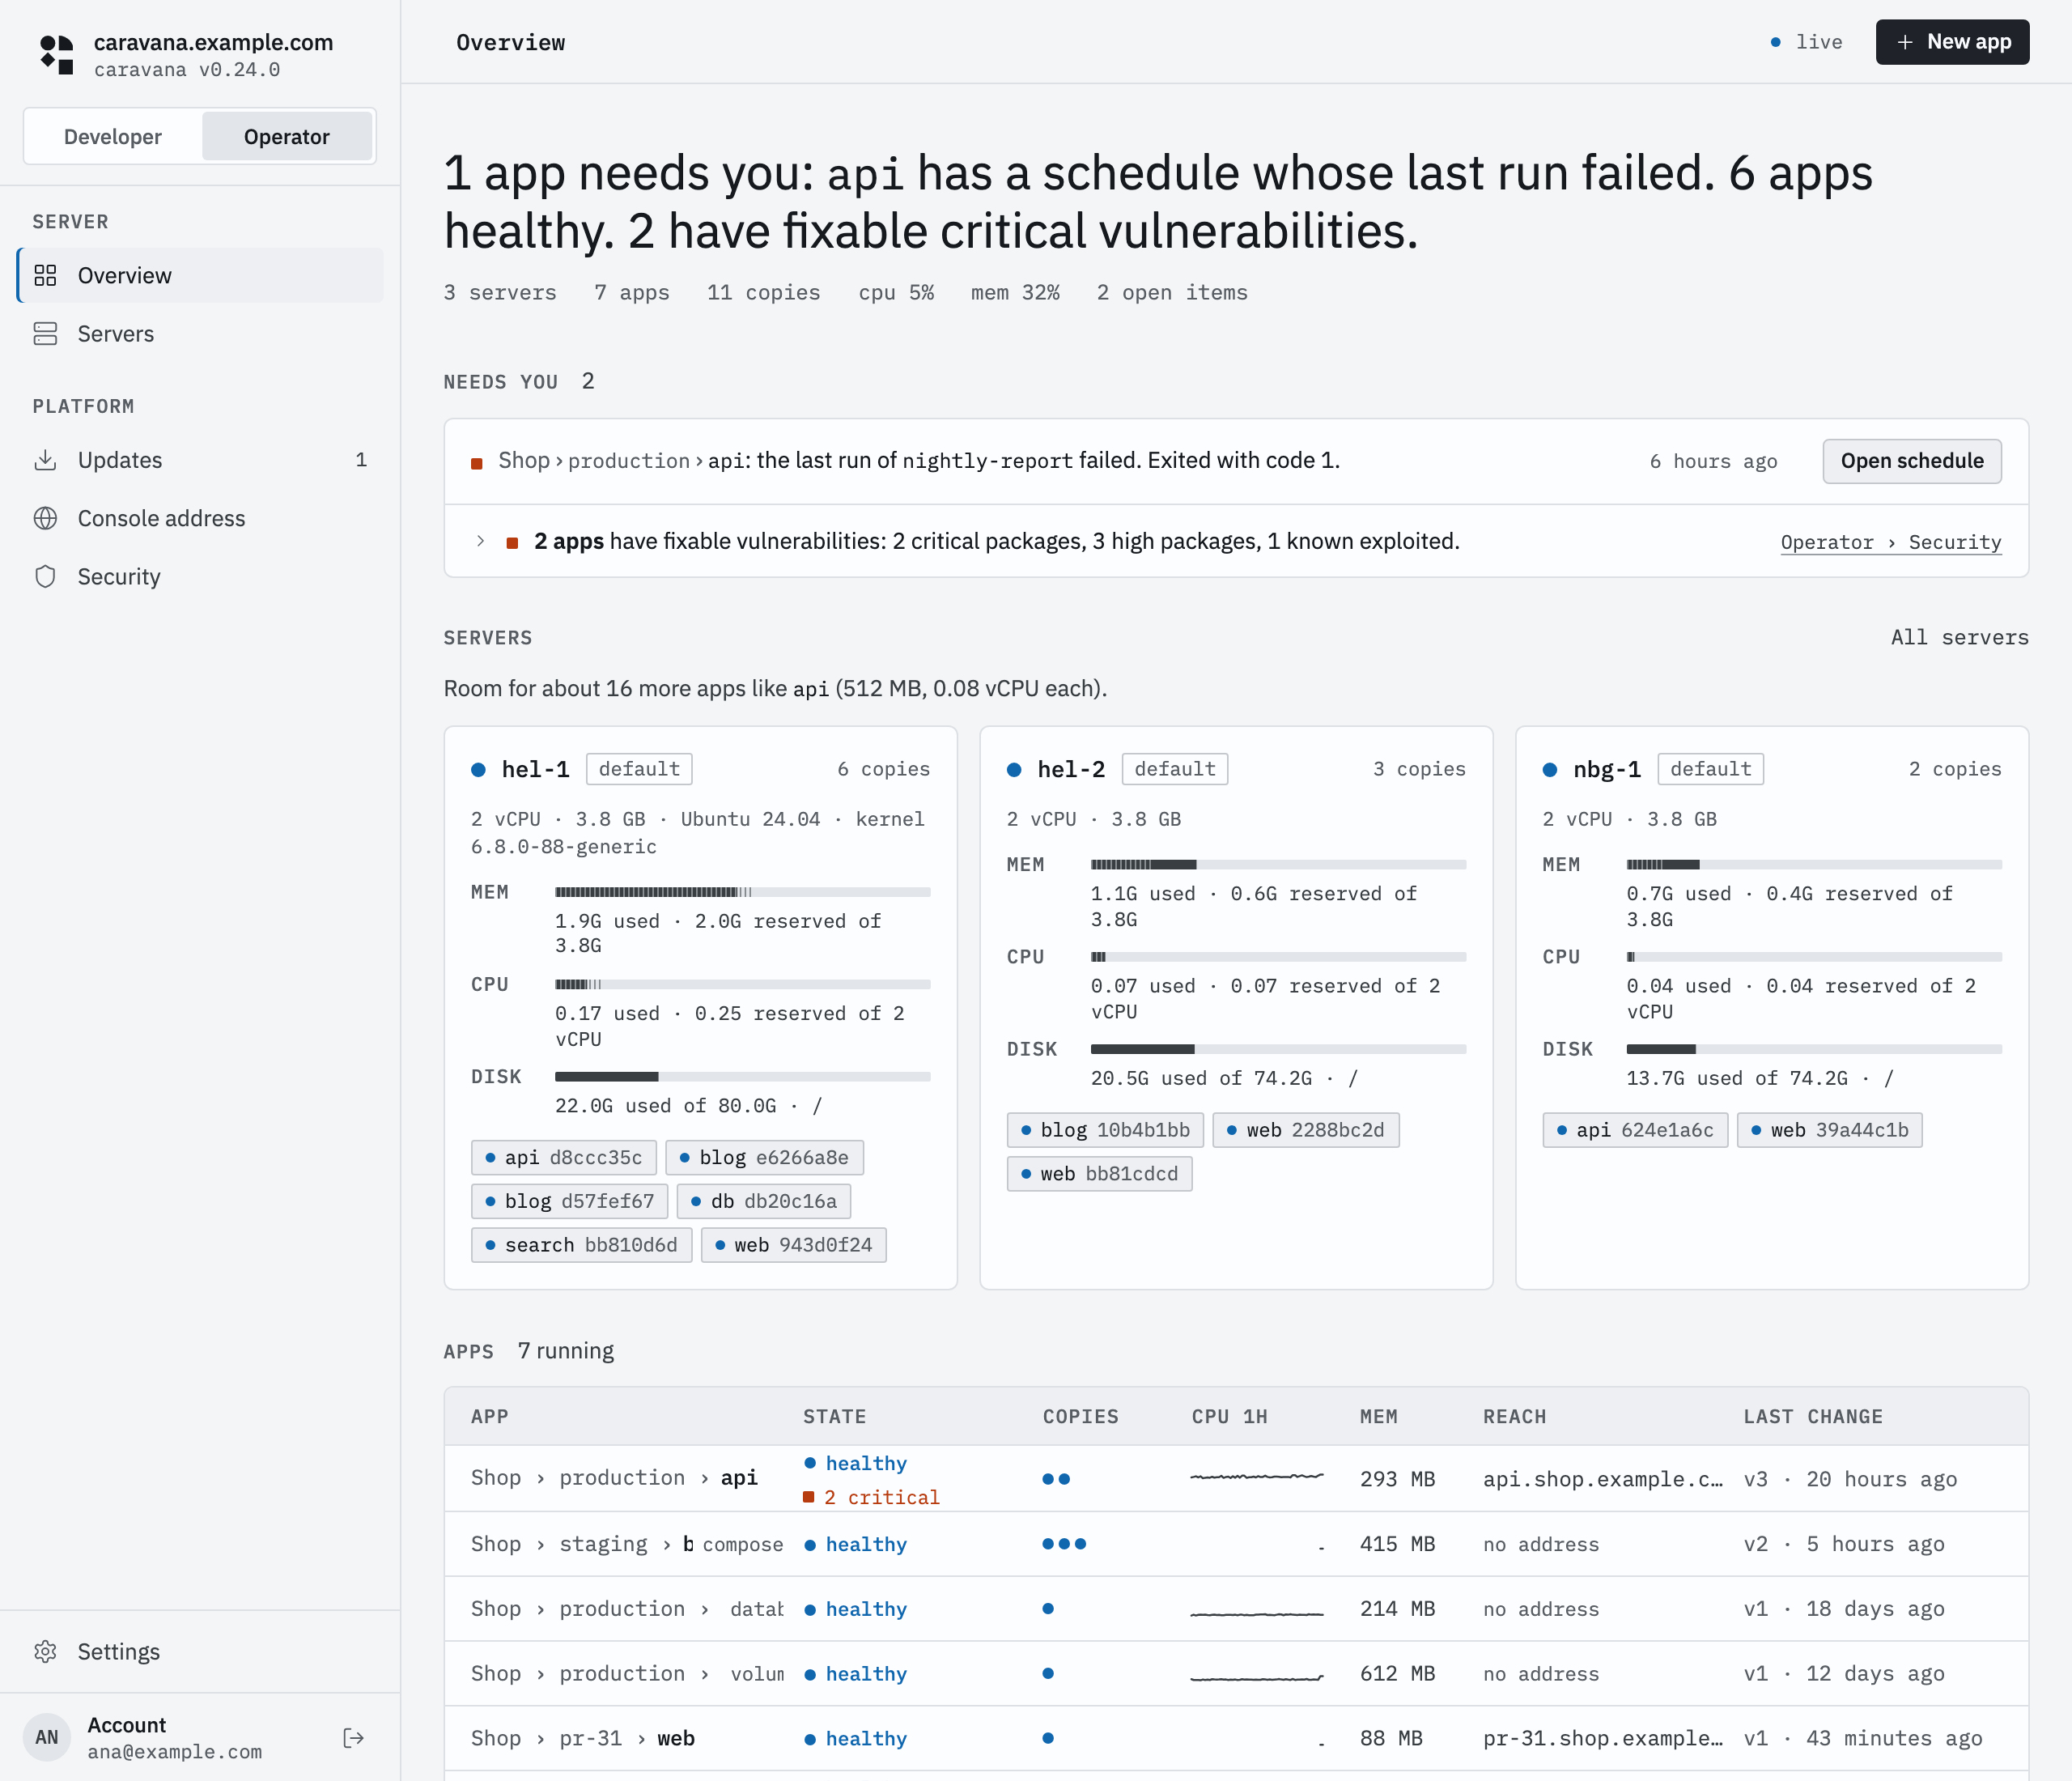 caravana.example.com
caravana v0.24.0
Developer
Operator
SERVER
Overview
Servers
PLATFORM
Updates 1
Console address
Security
Settings
AN
Account
ana@example.com
Overview
live
+ New app
1 app needs you: api has a schedule whose last run failed. 6 apps
healthy. 2 have fixable critical vulnerabilities.
3 servers 7 apps 11 copies cpu 5% mem 32% 2 open items
NEEDS YOU 2
Shop › production › api: the last run of nightly-report failed. Exited with code 1. 6 hours ago Open schedule
2 apps have fixable vulnerabilities: 2 critical packages, 3 high packages, 1 known exploited. Operator › Security
SERVERS All servers
Room for about 16 more apps like api (512 MB, 0.08 vCPU each).
hel-1 default 6 copies
2 vCPU · 3.8 GB · Ubuntu 24.04 · kernel
6.8.0-88-generic
MEM
1.9G used · 2.0G reserved of
3.8G
CPU
0.17 used · 0.25 reserved of 2
vCPU
DISK
22.0G used of 80.0G · /
api d8ccc35c blog e6266a8e
blog d57fef67 db db20c16a
search bb810d6d web 943d0f24
hel-2 default 3 copies
2 vCPU · 3.8 GB
MEM
1.1G used · 0.6G reserved of
3.8G
CPU
0.07 used · 0.07 reserved of 2
vCPU
DISK
20.5G used of 74.2G · /
blog 10b4b1bb web 2288bc2d
web bb81cdcd
nbg-1 default 2 copies
2 vCPU · 3.8 GB
MEM
0.7G used · 0.4G reserved of
3.8G
CPU
0.04 used · 0.04 reserved of 2
vCPU
DISK
13.7G used of 74.2G · /
api 624e1a6c web 39a44c1b
APPS 7 running
APP STATE COPIES CPU 1H MEM REACH LAST CHANGE
Shop › production › api healthy 293 MB api.shop.example.c… v3 · 20 hours ago
2 critical
Shop › staging › b compose healthy - 415 MB no address v2 · 5 hours ago
Shop › production › datab healthy 214 MB no address v1 · 18 days ago
Shop › production › volum healthy 612 MB no address v1 · 12 days ago
Shop › pr-31 › web healthy - 88 MB pr-31.shop.example… v1 · 43 minutes ago